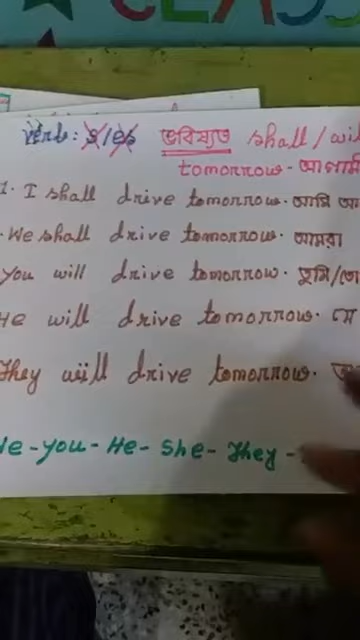 CLASS
verb: s/es ভবিষ্যত shall/wil
tomorrow - আগাম
1. I shall drive tomorrow. আমি আ
We shall drive tomorrow. আমরা
you will drive tomorrow. তুমি/তো
He will drive tomorrow. সে
They will drive tomorrow.
We - you - He - She - They -